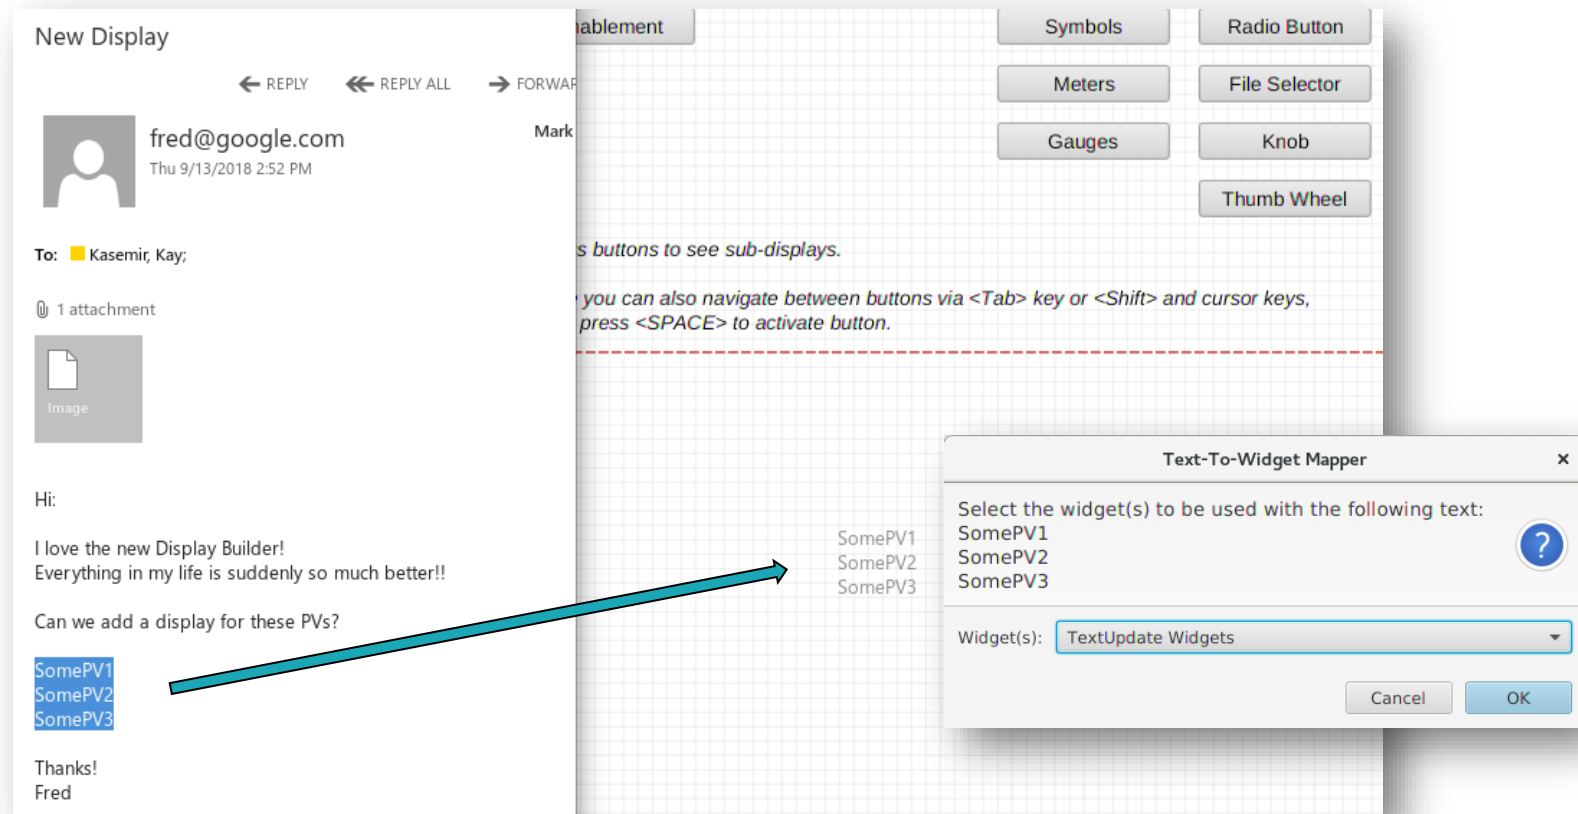 New Display
REPLY
REPLY ALL
FORWAR
fred@google.com
Mark
Thu 9/13/2018 2:52 PM
To: Kasemir, Kay;
1 attachment
Image
Hi:
I love the new Display Builder!
Everything in my life is suddenly so much better!!
Can we add a display for these PVs?
SomePV1
SomePV2
SomePV3
Thanks!
Fred
ablement
Symbols
Radio Button
Meters
File Selector
Gauges
Knob
Thumb Wheel
s buttons to see sub-displays.
you can also navigate between buttons via <Tab> key or <Shift> and cursor keys,
press <SPACE> to activate button.
SomePV1
SomePV2
SomePV3
Text-To-Widget Mapper
Select the widget(s) to be used with the following text:
SomePV1
SomePV2
SomePV3
?
Widget(s): TextUpdate Widgets
Cancel
OK